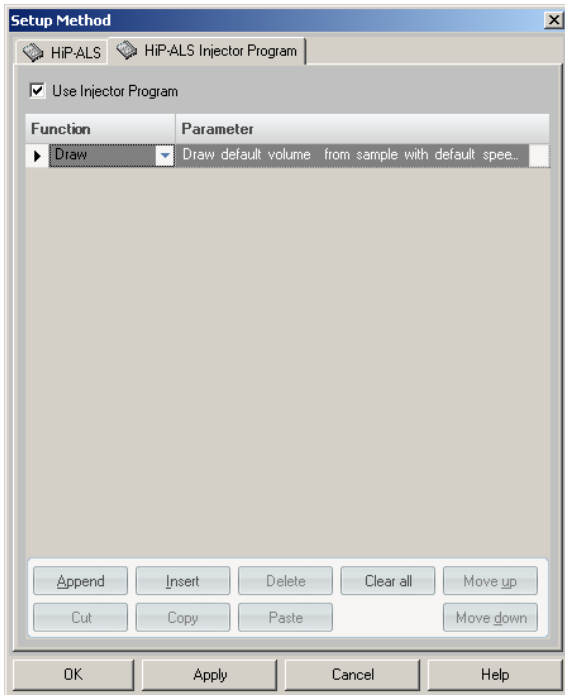 Setup Method
HiP-ALS HiP-ALS Injector Program
Use Injector Program
Function Parameter
Draw Draw default volume from sample with default spee...
Append Insert Delete Clear all Move up
Cut Copy Paste Move down
OK Apply Cancel Help